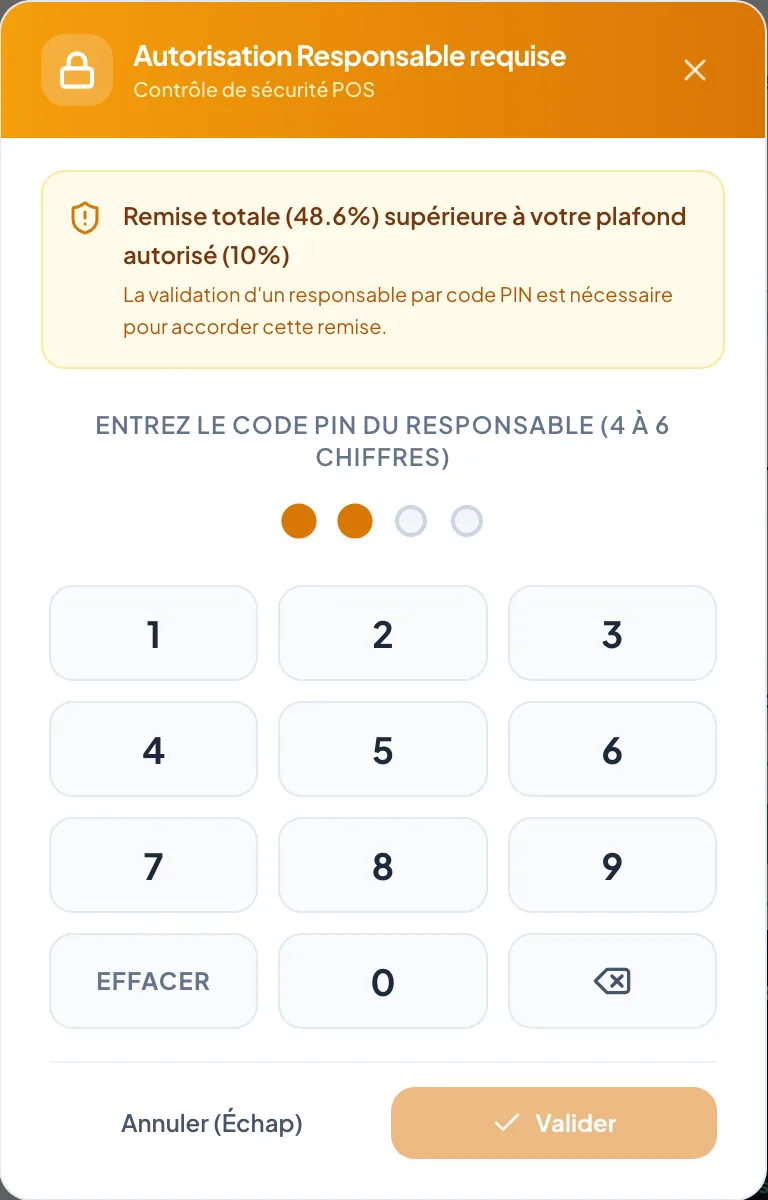 Autorisation Responsable requise
Contrôle de sécurité POS
Remise totale (48.6%) supérieure à votre plafond
autorisé (10%)
La validation d'un responsable par code PIN est nécessaire
pour accorder cette remise.
ENTREZ LE CODE PIN DU RESPONSABLE (4 À 6
CHIFFRES)
1 2 3
4 5 6
7 8 9
EFFACER 0
Annuler (Échap) Valider